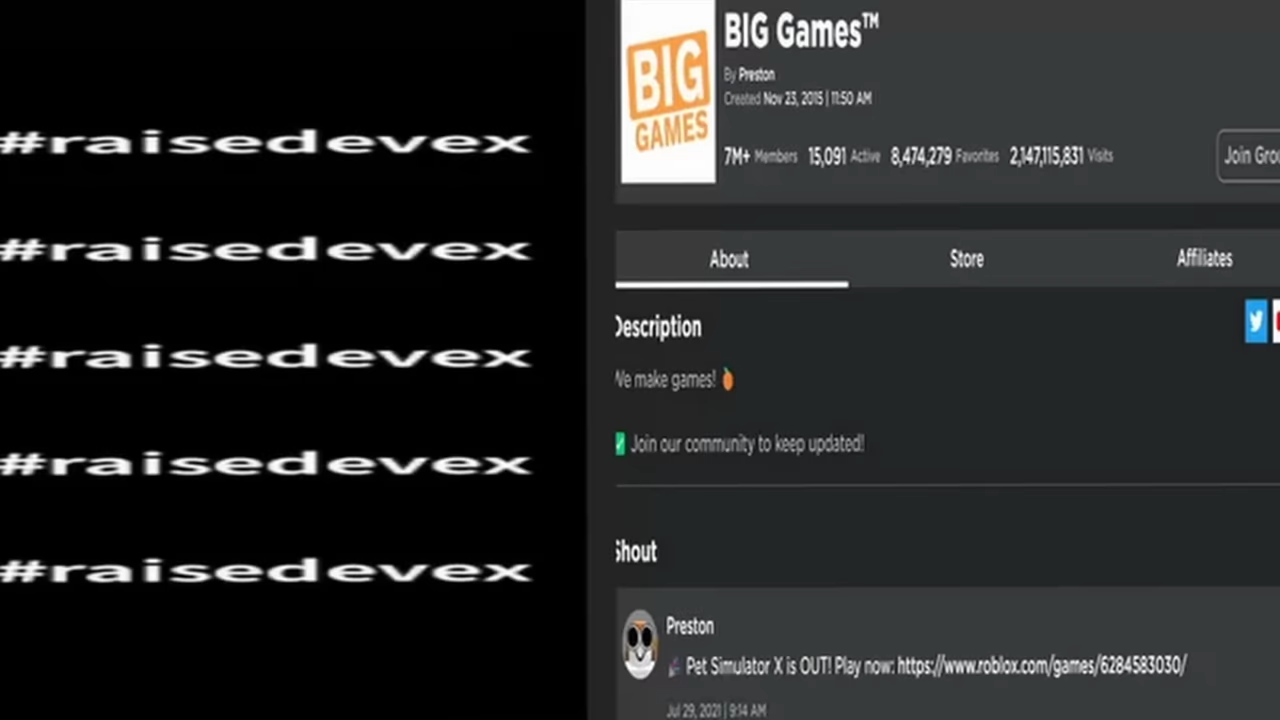 #raisedevex
#raisedevex
#raisedevex
#raisedevex
#raisedevex
BIG
GAMES
BIG Games™
By Preston
Created Nov 23, 2015 | 11:50 AM
7M+ Members 15,091 Active 8,474,279 Favorites 2,147,115,831 Visits
Join Gro
About Store Affiliates
Description
We make games!
Join our community to keep updated!
Shout
Preston
Pet Simulator X is OUT! Play now: https://www.roblox.com/games/6284583030/
Jul 29, 2021 | 9:14 AM